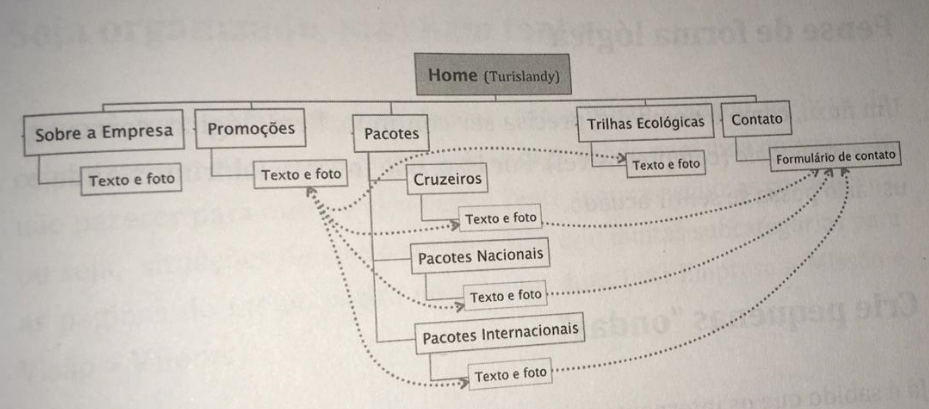 Home (Turislandy)
Sobre a Empresa
Promoções
Pacotes
Trilhas Ecológicas
Contato
Texto e foto
Texto e foto
Texto e foto
Formulário de contato
Cruzeiros
Texto e foto
Pacotes Nacionais
Texto e foto
Pacotes Internacionais
Texto e foto